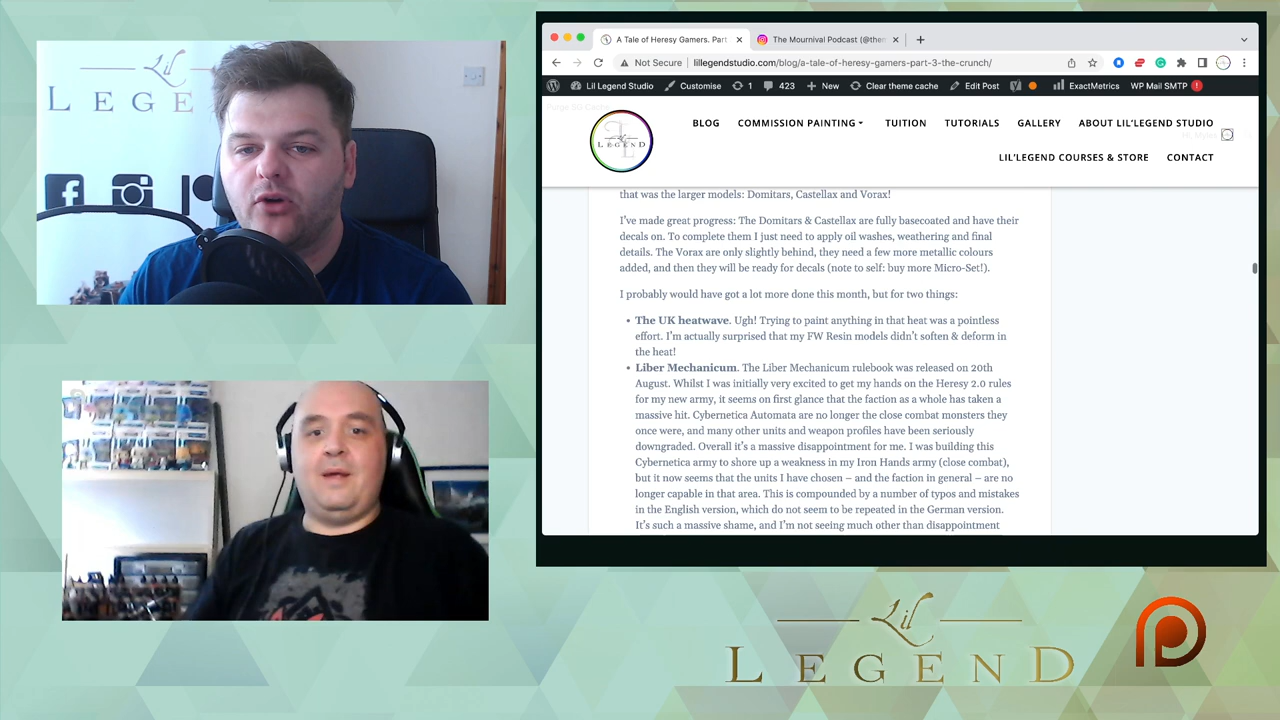 Lil
LEGE
A Tale of Heresy Gamers. Part
The Mournival Podcast (@them
Not Secure
lillegendstudio.com/blog/a-tale-of-heresy-gamers-part-3-the-crunch/
Lil Legend Studio
Customise
1
423
New
Clear theme cache
Edit Post
ExactMetrics
WP Mail SMTP
!
Purge SG Cache
Lil
LEGEND
BLOG
COMMISSION PAINTING
TUITION
TUTORIALS
GALLERY
ABOUT LIL'LEGEND STUDIO
LIL'LEGEND COURSES & STORE
CONTACT
that was the larger models: Domitars, Castellax and Vorax!
I've made great progress: The Domitars & Castellax are fully basecoated and have their
decals on. To complete them I just need to apply oil washes, weathering and final
details. The Vorax are only slightly behind, they need a few more metallic colours
added, and then they will be ready for decals (note to self: buy more Micro-Set!).
I probably would have got a lot more done this month, but for two things:
• The UK heatwave. Ugh! Trying to paint anything in that heat was a pointless
effort. I'm actually surprised that my FW Resin models didn't soften & deform in
the heat!
• Liber Mechanicum. The Liber Mechanicum rulebook was released on 20th
August. Whilst I was initially very excited to get my hands on the Heresy 2.0 rules
for my new army, it seems on first glance that the faction as a whole has taken a
massive hit. Cybernetica Automata are no longer the close combat monsters they
once were, and many other units and weapon profiles have been seriously
downgraded. Overall it's a massive disappointment for me. I was building this
Cybernetica army to shore up a weakness in my Iron Hands army (close combat),
but it now seems that the units I have chosen – and the faction in general – are no
longer capable in that area. This is compounded by a number of typos and mistakes
in the English version, which do not seem to be repeated in the German version.
It's such a massive shame, and I'm not seeing much other than disappointment
Lil
LEGEND